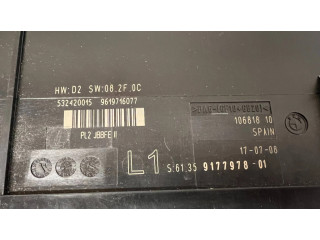 HW:D2 SW:08.2F.0C
532420015 9619716077
PL2 JBBFE II
106818 10
SPAIN
17-07-08
L1 S:61.35 9177978-01